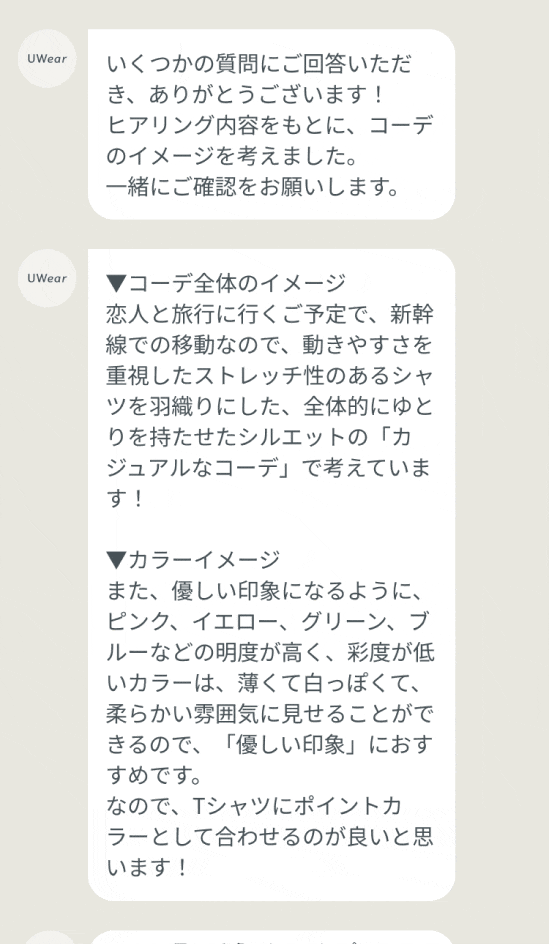 UWear
いくつかの質問にご回答いただ
き、ありがとうございます！
ヒアリング内容をもとに、コーデ
のイメージを考えました。
一緒にご確認をお願いします。
UWear
▼コーデ全体のイメージ
恋人と旅行に行くご予定で、新幹
線での移動なので、動きやすさを
重視したストレッチ性のあるシャ
ツを羽織りにした、全体的にゆと
りを持たせたシルエットの「カ
ジュアルなコーデ」で考えていま
す！
▼カラーイメージ
また、優しい印象になるように、
ピンク、イエロー、グリーン、ブ
ルーなどの明度が高く、彩度が低
いカラーは、薄くて白っぽくて、
柔らかい雰囲気に見せることがで
きるので、「優しい印象」におす
すめです。
なので、Tシャツにポイントカ
ラーとして合わせるのが良いと思
います！